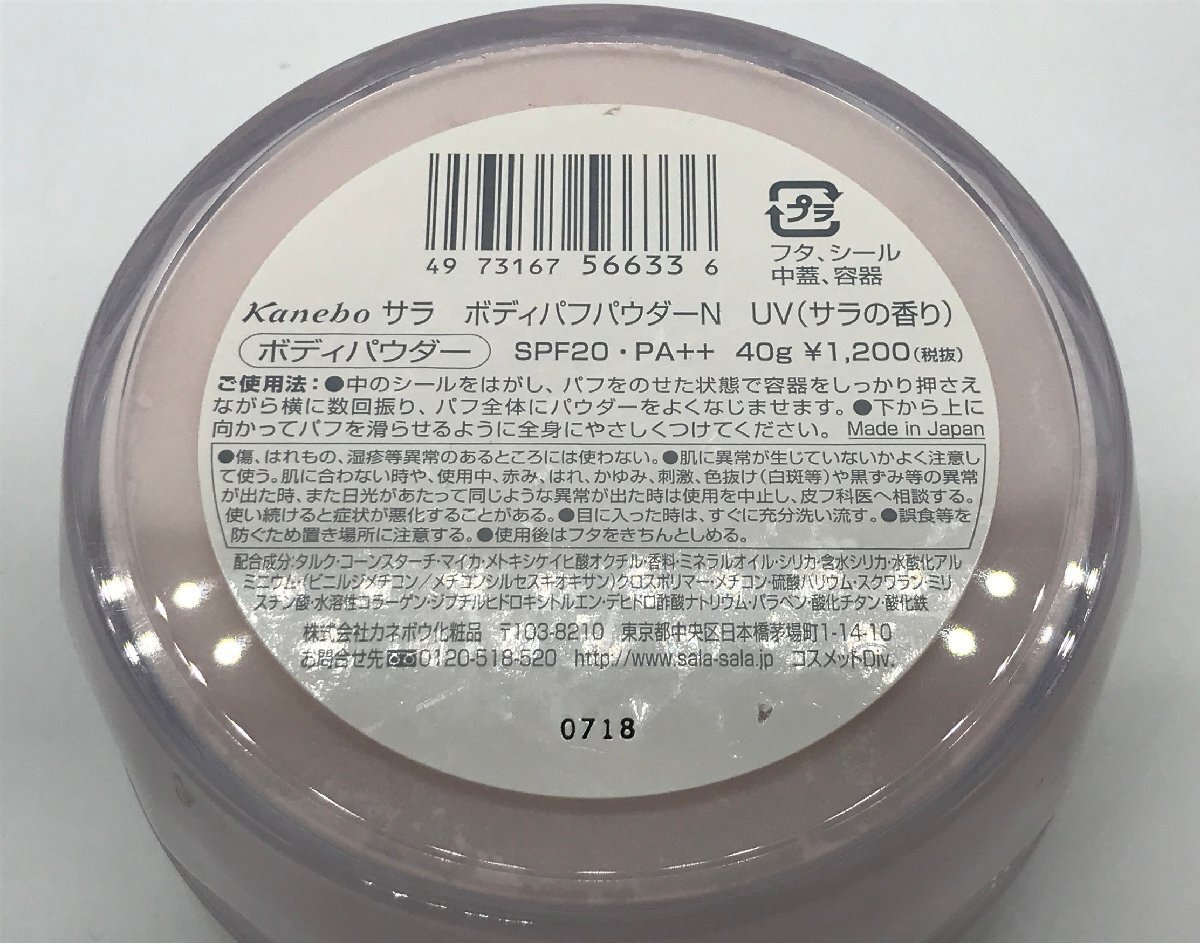 49 73167 56633 6
プラ
フタ、シール
中蓋、容器
Kanebo サラ ボディパフパウダーN UV(サラの香り)
ボディパウダー SPF20・PA++ 40g ¥1,200(税抜)
ご使用法:●中のシールをはがし、パフをのせた状態で容器をしっかり押さえ
ながら横に数回振り、パフ全体にパウダーをよくなじませます。●下から上に
向かってパフを滑らせるように全身にやさしくつけてください。 Made in Japan
●傷、はれもの、湿疹等異常のあるところには使わない。●肌に異常が生じていないかよく注意し
て使う。肌に合わない時や、使用中、赤み、はれ、かゆみ、刺激、色抜け(白斑等)や黒ずみ等の異常
が出た時、また日光があたって同じような異常が出た時は使用を中止し、皮フ科医へ相談する。
使い続けると症状が悪化することがある。●目に入った時は、すぐに充分洗い流す。●誤食等を
防ぐため置き場所に注意する。●使用後はフタをきちんとしめる。
配合成分:タルク・コーンスターチ・マイカ・メトキシケイヒ酸オクチル・香料・ミネラルオイル・シリカ・含水シリカ・水酸化アル
ミニウム・(ビニルジメチコン/メチコンシルセスキオキサン)クロスポリマー・メチコン・硫酸バリウム・スクワラン・ミリ
スチン酸・水溶性コラーゲン・ジブチルヒドロキシトルエン・デヒドロ酢酸ナトリウム・パラベン・酸化チタン・酸化鉄
株式会社カネボウ化粧品 〒103-8210 東京都中央区日本橋茅場町1-14-10
お問合せ先 0120-518-520 http://www.sala-sala.jp コスメットDiv.
0718